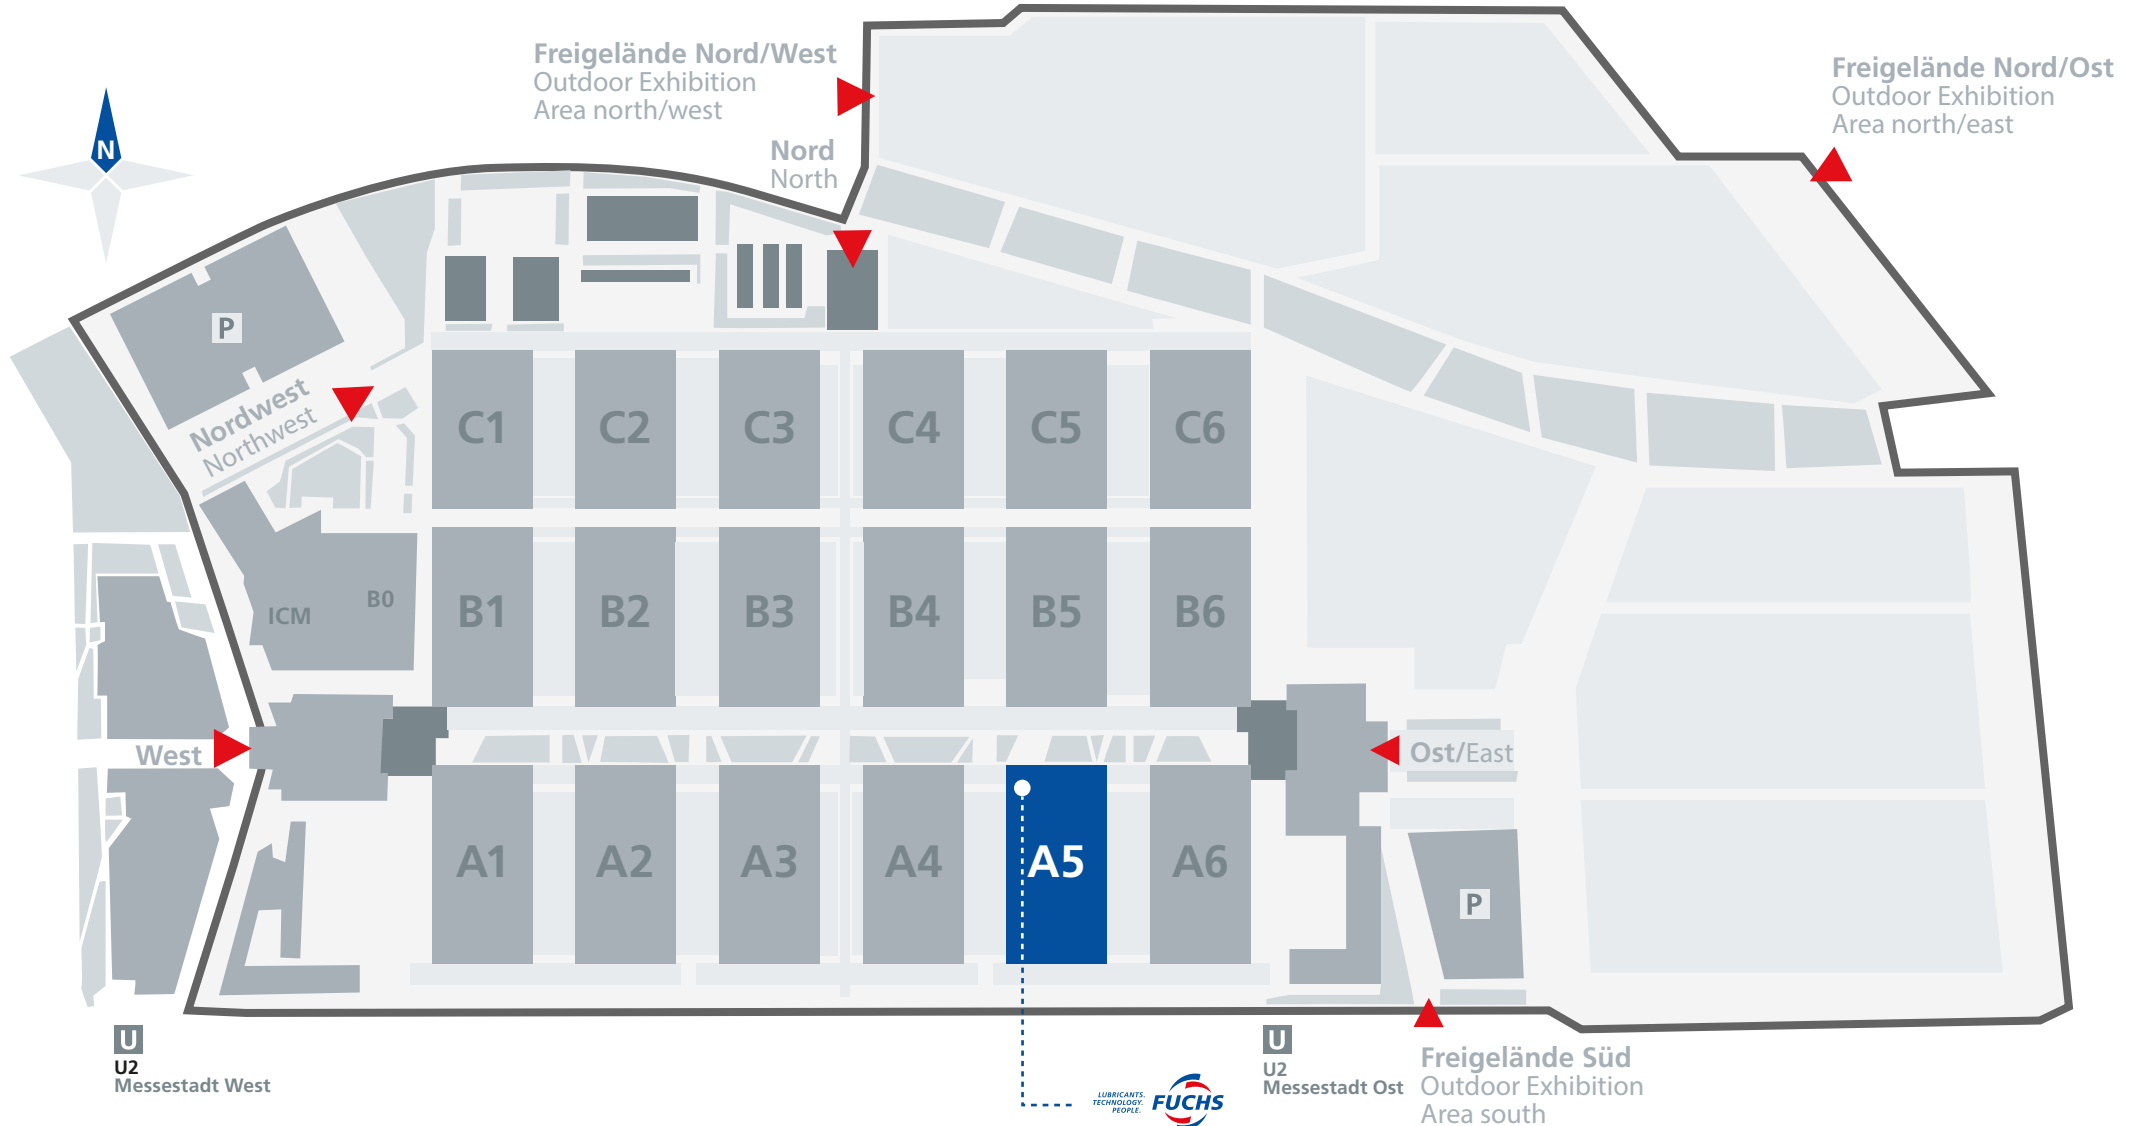 Freigelände Nord/West
Outdoor Exhibition
Area north/west
Freigelände Nord/Ost
Outdoor Exhibition
Area north/east
N
Nord
North
P
Nordwest
Northwest
C1
C2
C3
C4
C5
C6
ICM
B0
B1
B2
B3
B4
B5
B6
West
Ost/East
A1
A2
A3
A4
A5
A6
P
U
U2
Messestadt West
U
U2
Messestadt Ost
Freigelände Süd
Outdoor Exhibition
Area south
LUBRICANTS.
TECHNOLOGY.
PEOPLE.
FUCHS